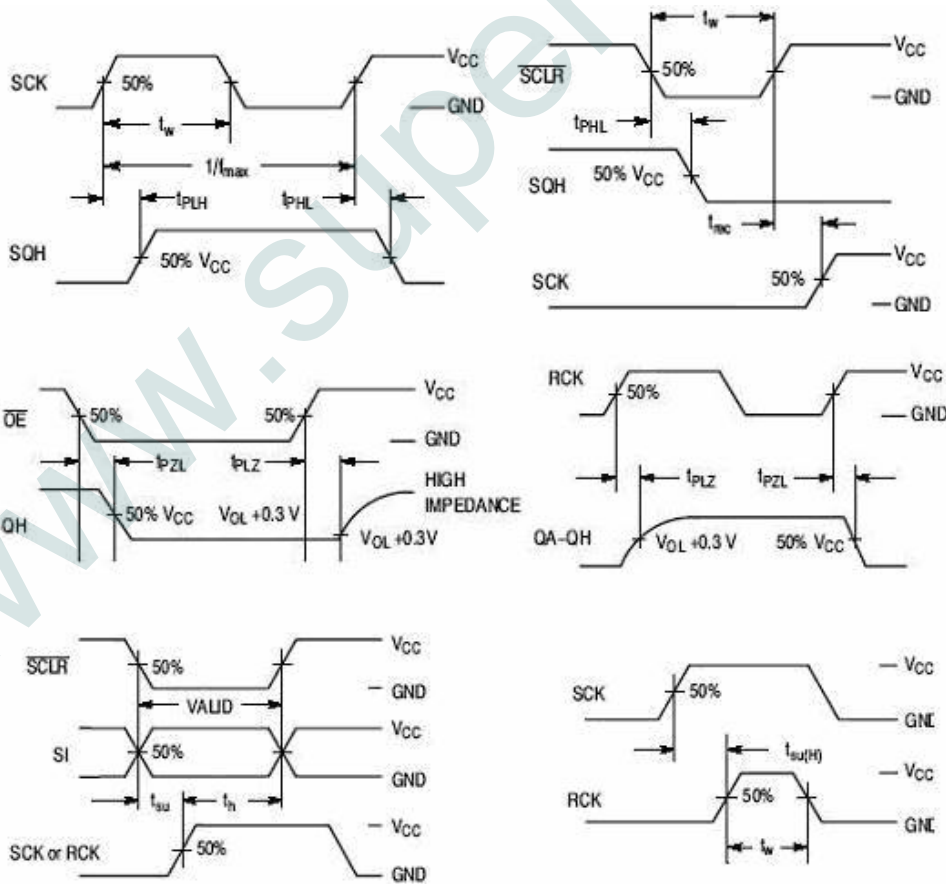 SCK
50%
VCC
GND
tw
1/fmax
tPLH
tPHL
SQH
50% VCC
tw
SCLR
50%
VCC
GND
tPHL
SQH
50% VCC
trec
SCK
50%
VCC
GND
OE
50%
50%
VCC
GND
tPZL
tPLZ
HIGH
IMPEDANCE
QH
50% VCC
VOL +0.3 V
VOL +0.3V
RCK
50%
VCC
GND
tPLZ
tPZL
QA-QH
VOL +0.3 V
50% VCC
SCLR
50%
VCC
GND
VALID
SI
50%
VCC
GND
tsu
th
SCK or RCK
50%
VCC
GND
SCK
50%
VCC
GND
tsu(H)
RCK
50%
VCC
GND
tw
www.super